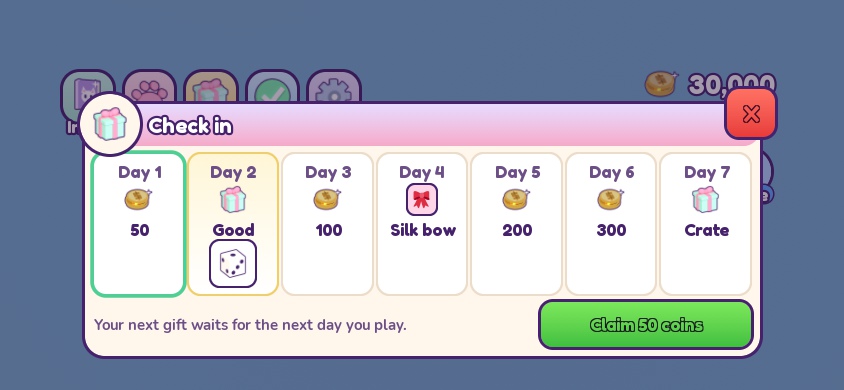 30,000
Check in
Day 1
50
Day 2
Good
Day 3
100
Day 4
Silk bow
Day 5
200
Day 6
300
Day 7
Crate
Your next gift waits for the next day you play.
Claim 50 coins